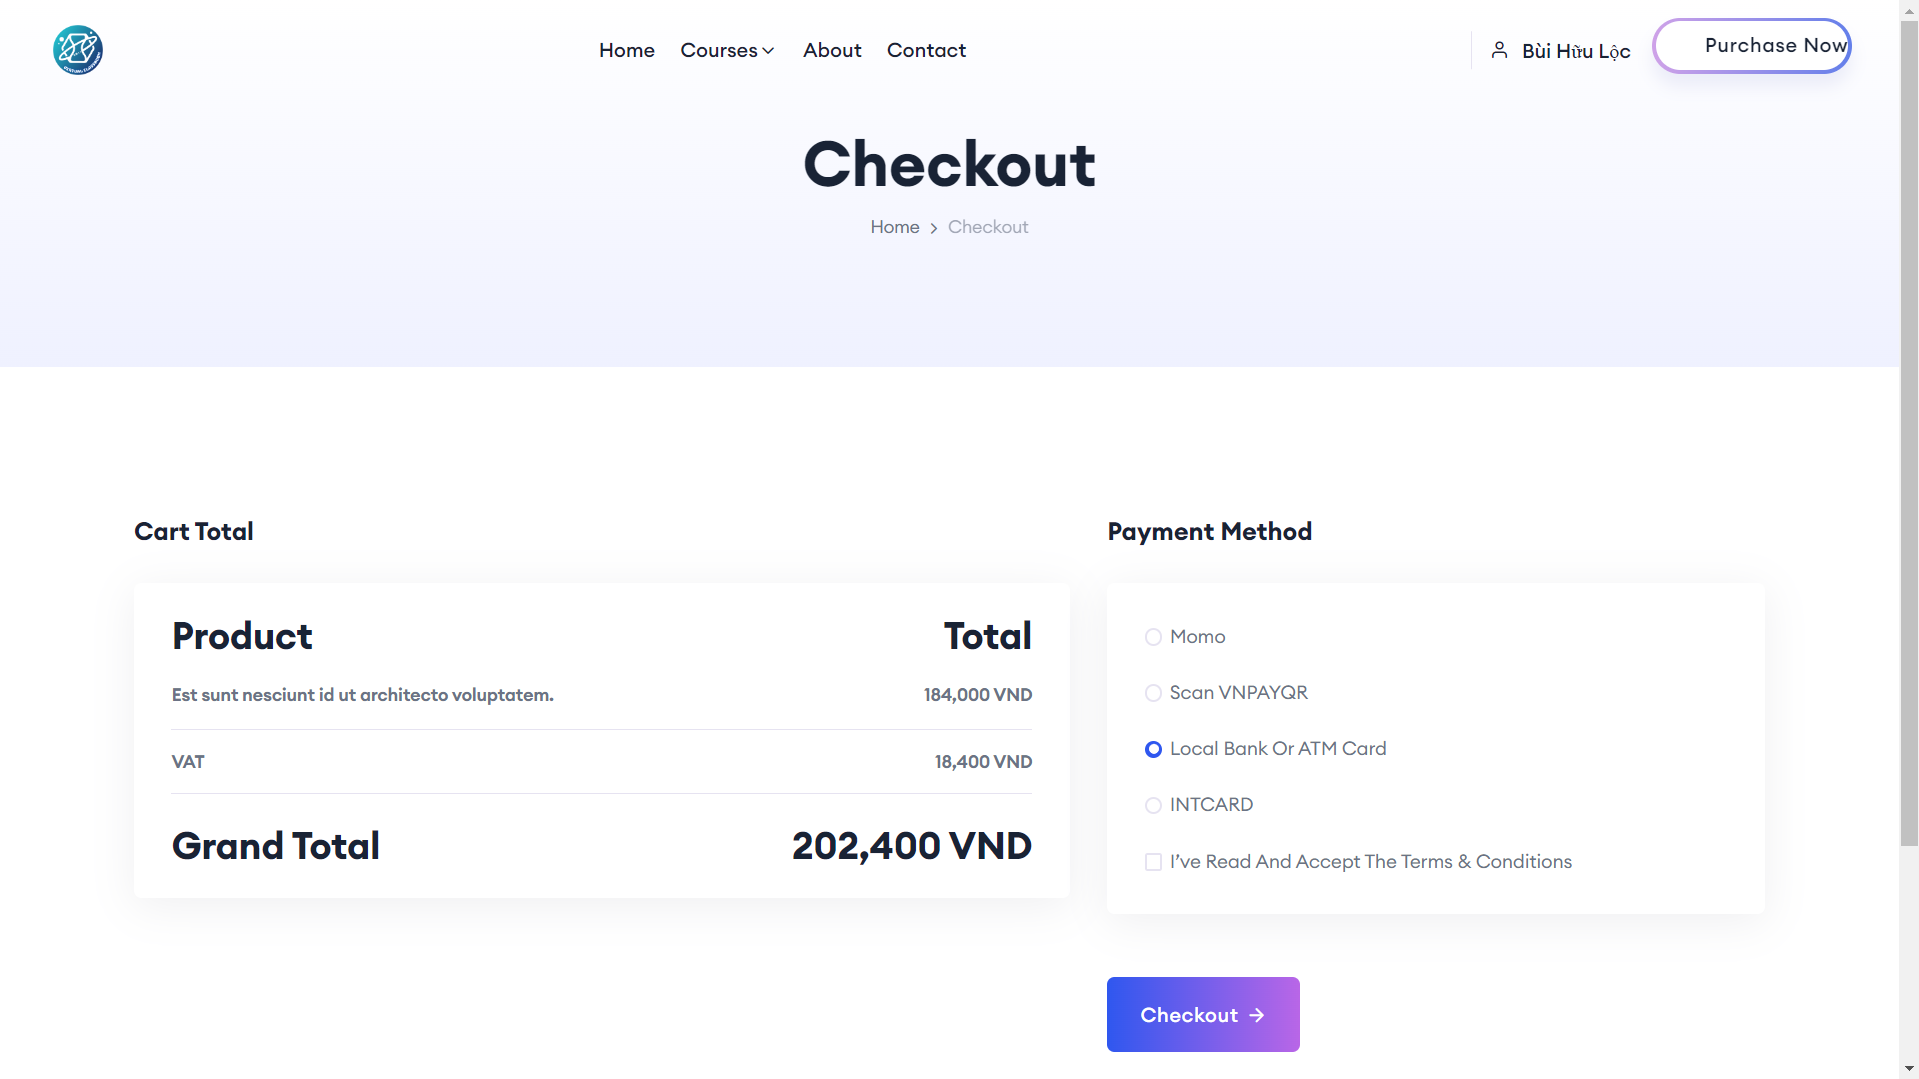 Home Courses About Contact Bùi Hữu Lộc Purchase Now
Checkout
Home > Checkout
Cart Total
Product Total
Est sunt nesciunt id ut architecto voluptatem. 184,000 VND
VAT 18,400 VND
Grand Total 202,400 VND
Payment Method
Momo
Scan VNPAYQR
Local Bank Or ATM Card
INTCARD
I’ve Read And Accept The Terms & Conditions
Checkout →